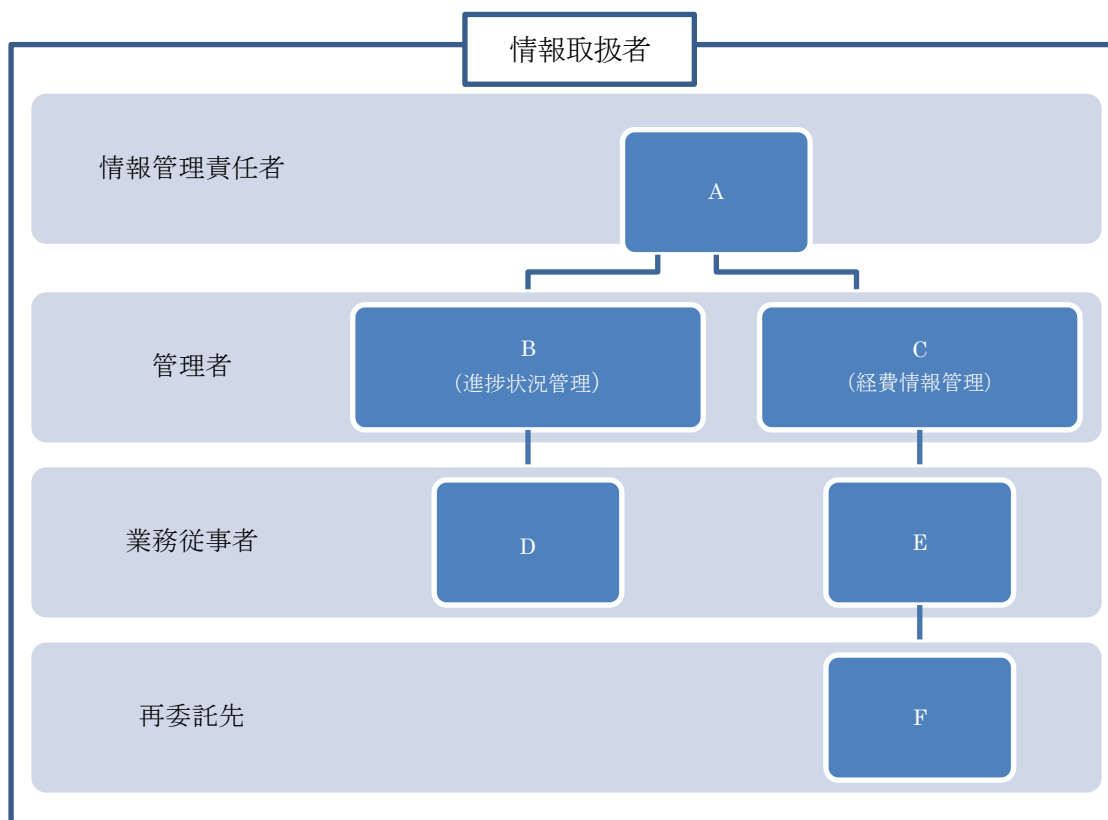 情報取扱者
情報管理責任者
A
管理者
B
（進捗状況管理）
C
（経費情報管理）
業務従事者
D
E
再委託先
F